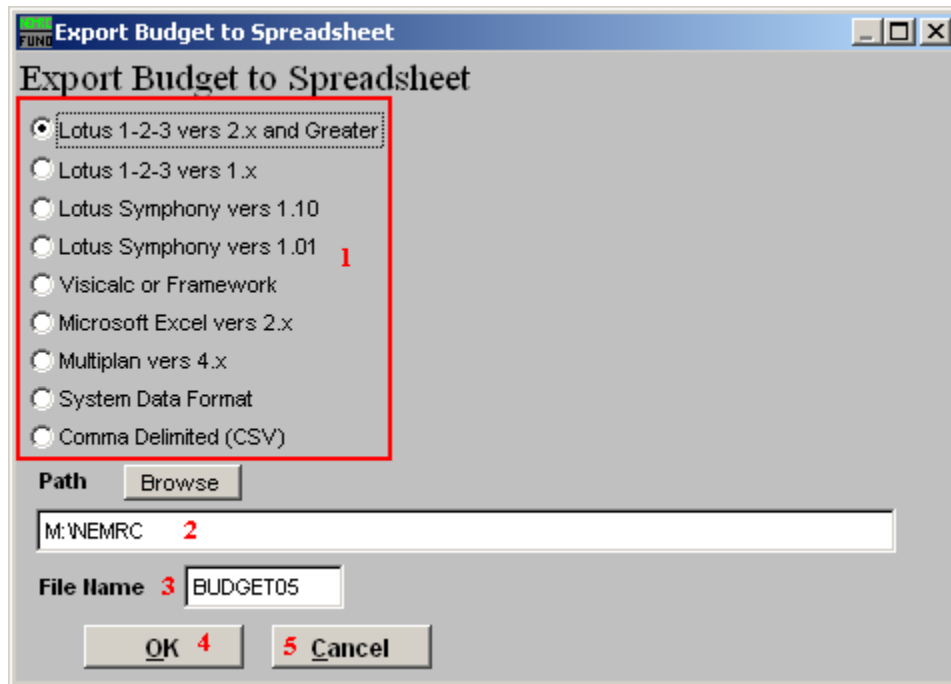 NEMRC
FUND Export Budget to Spreadsheet
Export Budget to Spreadsheet
Lotus 1-2-3 vers 2.x and Greater
Lotus 1-2-3 vers 1.x
Lotus Symphony vers 1.10
Lotus Symphony vers 1.01 1
Visicalc or Framework
Microsoft Excel vers 2.x
Multiplan vers 4.x
System Data Format
Comma Delimited (CSV)
Path Browse
M:\NEMRC 2
File Name 3 BUDGET05
OK 4 5 Cancel